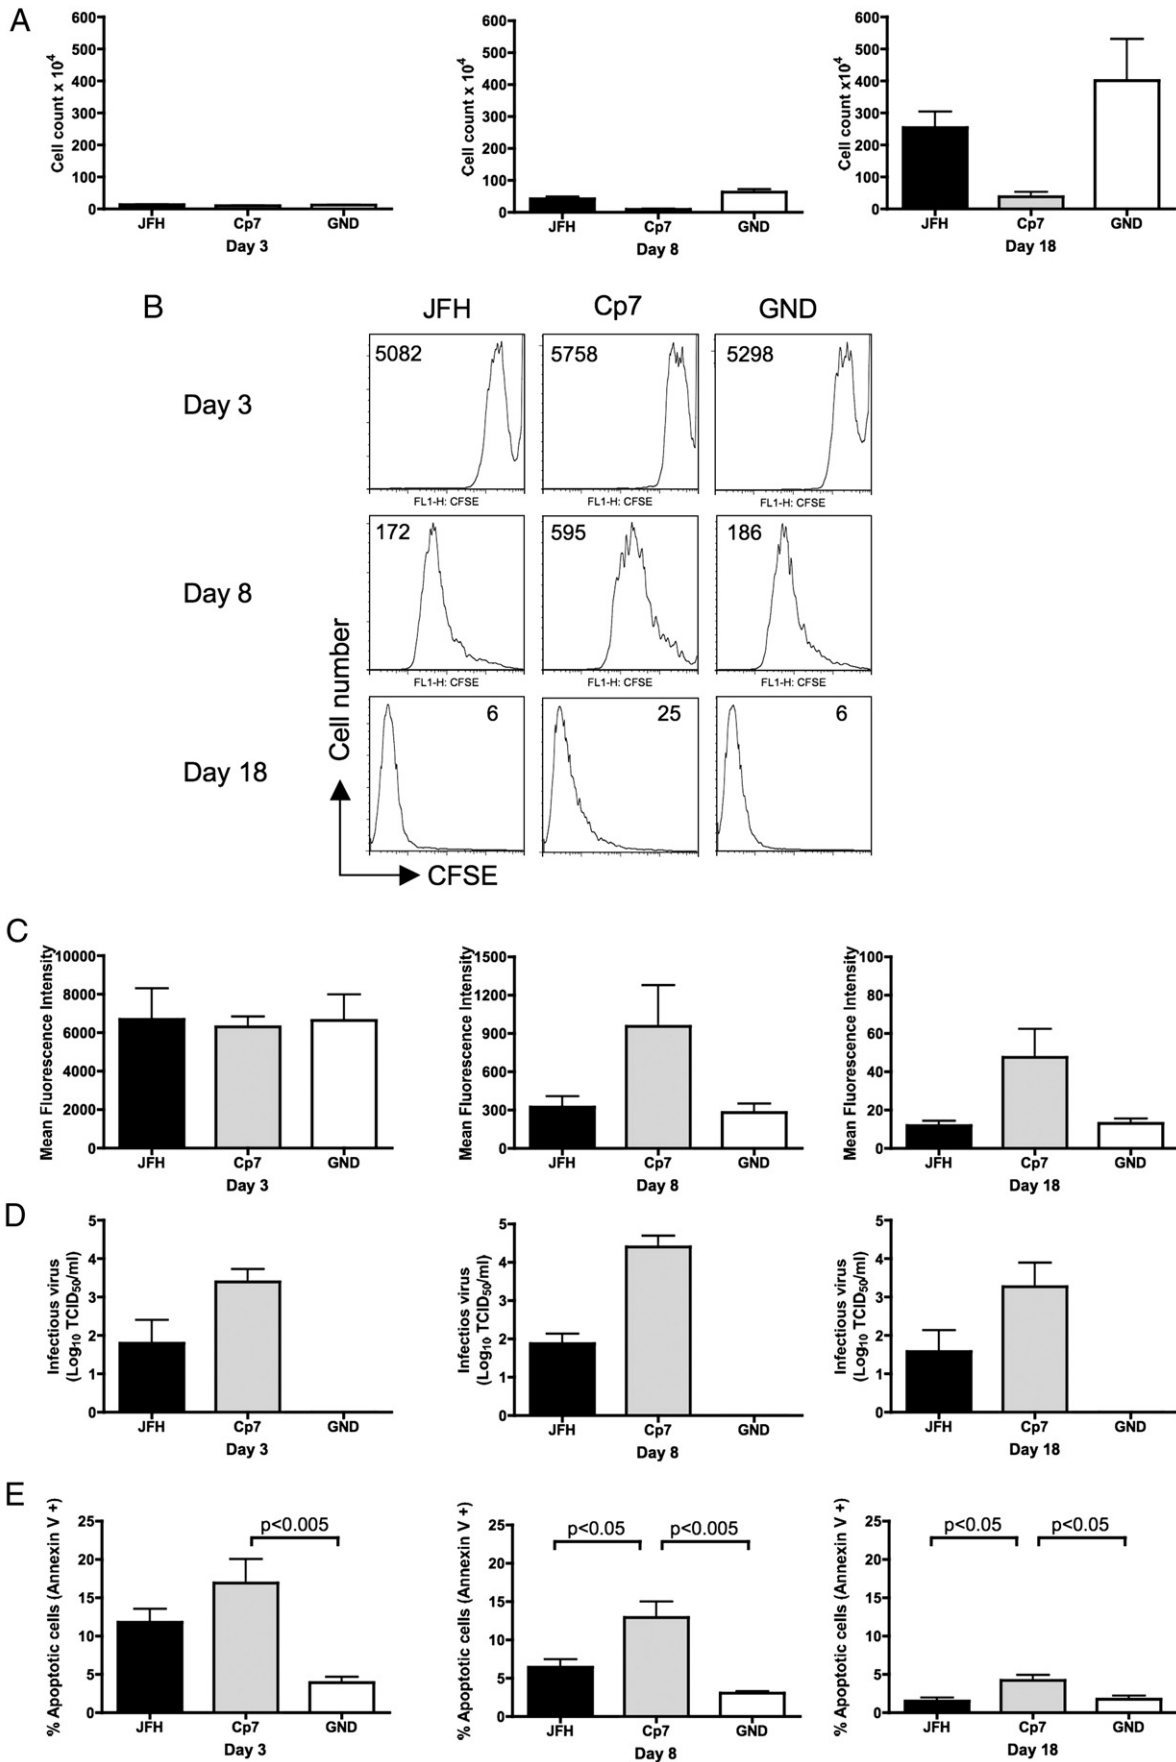 A
Cell count x 10⁴
600
500
400
300
200
100
0
JFH
Cp7
GND
Day 3
Cell count x 10⁴
600
500
400
300
200
100
0
JFH
Cp7
GND
Day 8
Cell count x10⁴
600
500
400
300
200
100
0
JFH
Cp7
GND
Day 18
B
JFH
Cp7
GND
Day 3
5082
5758
5298
FL1-H: CFSE
FL1-H: CFSE
FL1-H: CFSE
Day 8
172
595
186
FL1-H: CFSE
FL1-H: CFSE
FL1-H: CFSE
Day 18
6
25
6
Cell number
CFSE
C
Mean Fluorescence Intensity
10000
8000
6000
4000
2000
0
JFH
Cp7
GND
Day 3
Mean Fluorescence Intensity
1500
1200
900
600
300
0
JFH
Cp7
GND
Day 8
Mean Fluorescence Intensity
100
80
60
40
20
0
JFH
Cp7
GND
Day 18
D
Infectious virus
(Log₁₀ TCID₅₀/ml)
5
4
3
2
1
0
JFH
Cp7
GND
Day 3
Infectios virus
(Log₁₀ TCID₅₀/ml)
5
4
3
2
1
0
JFH
Cp7
GND
Day 8
Infectious virus
(Log₁₀ TCID₅₀/ml)
5
4
3
2
1
0
JFH
Cp7
GND
Day 18
E
% Apoptotic cells (Annexin V +)
25
20
15
10
5
0
p<0.005
JFH
Cp7
GND
Day 3
% Apoptotic cells (Annexin V +)
25
20
15
10
5
0
p<0.05
p<0.005
JFH
Cp7
GND
Day 8
% Apoptotic cells (Annexin V +)
25
20
15
10
5
0
p<0.05
p<0.05
JFH
Cp7
GND
Day 18